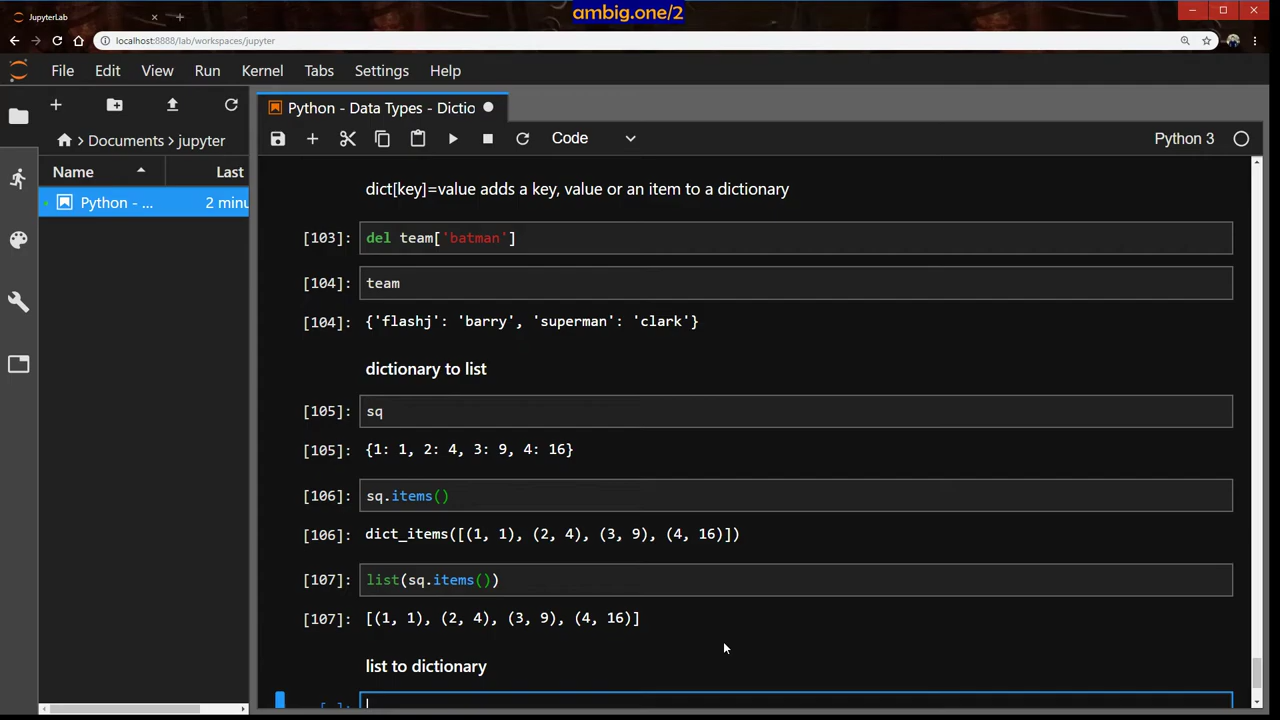 JupyterLab
ambig.one/2
localhost:8888/lab/workspaces/jupyter
File Edit View Run Kernel Tabs Settings Help
Python - Data Types - Dictio
Documents > jupyter
Code
Python 3
Name Last
Python - ... 2 minu
dict[key]=value adds a key, value or an item to a dictionary
[103]: del team['batman']
[104]: team
[104]: {'flashj': 'barry', 'superman': 'clark'}
dictionary to list
[105]: sq
[105]: {1: 1, 2: 4, 3: 9, 4: 16}
[106]: sq.items()
[106]: dict_items([(1, 1), (2, 4), (3, 9), (4, 16)])
[107]: list(sq.items())
[107]: [(1, 1), (2, 4), (3, 9), (4, 16)]
list to dictionary
[ ]: